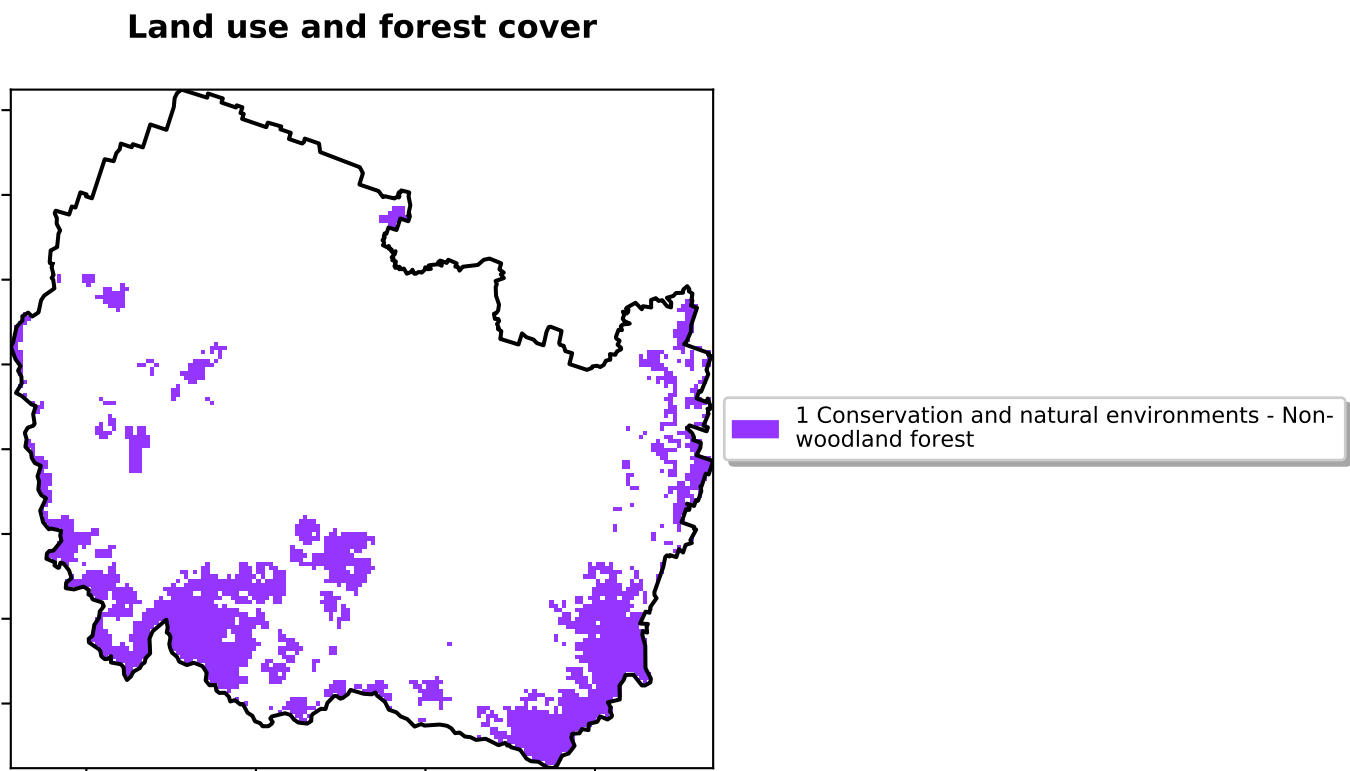 Land use and forest cover
1 Conservation and natural environments - Non-
woodland forest